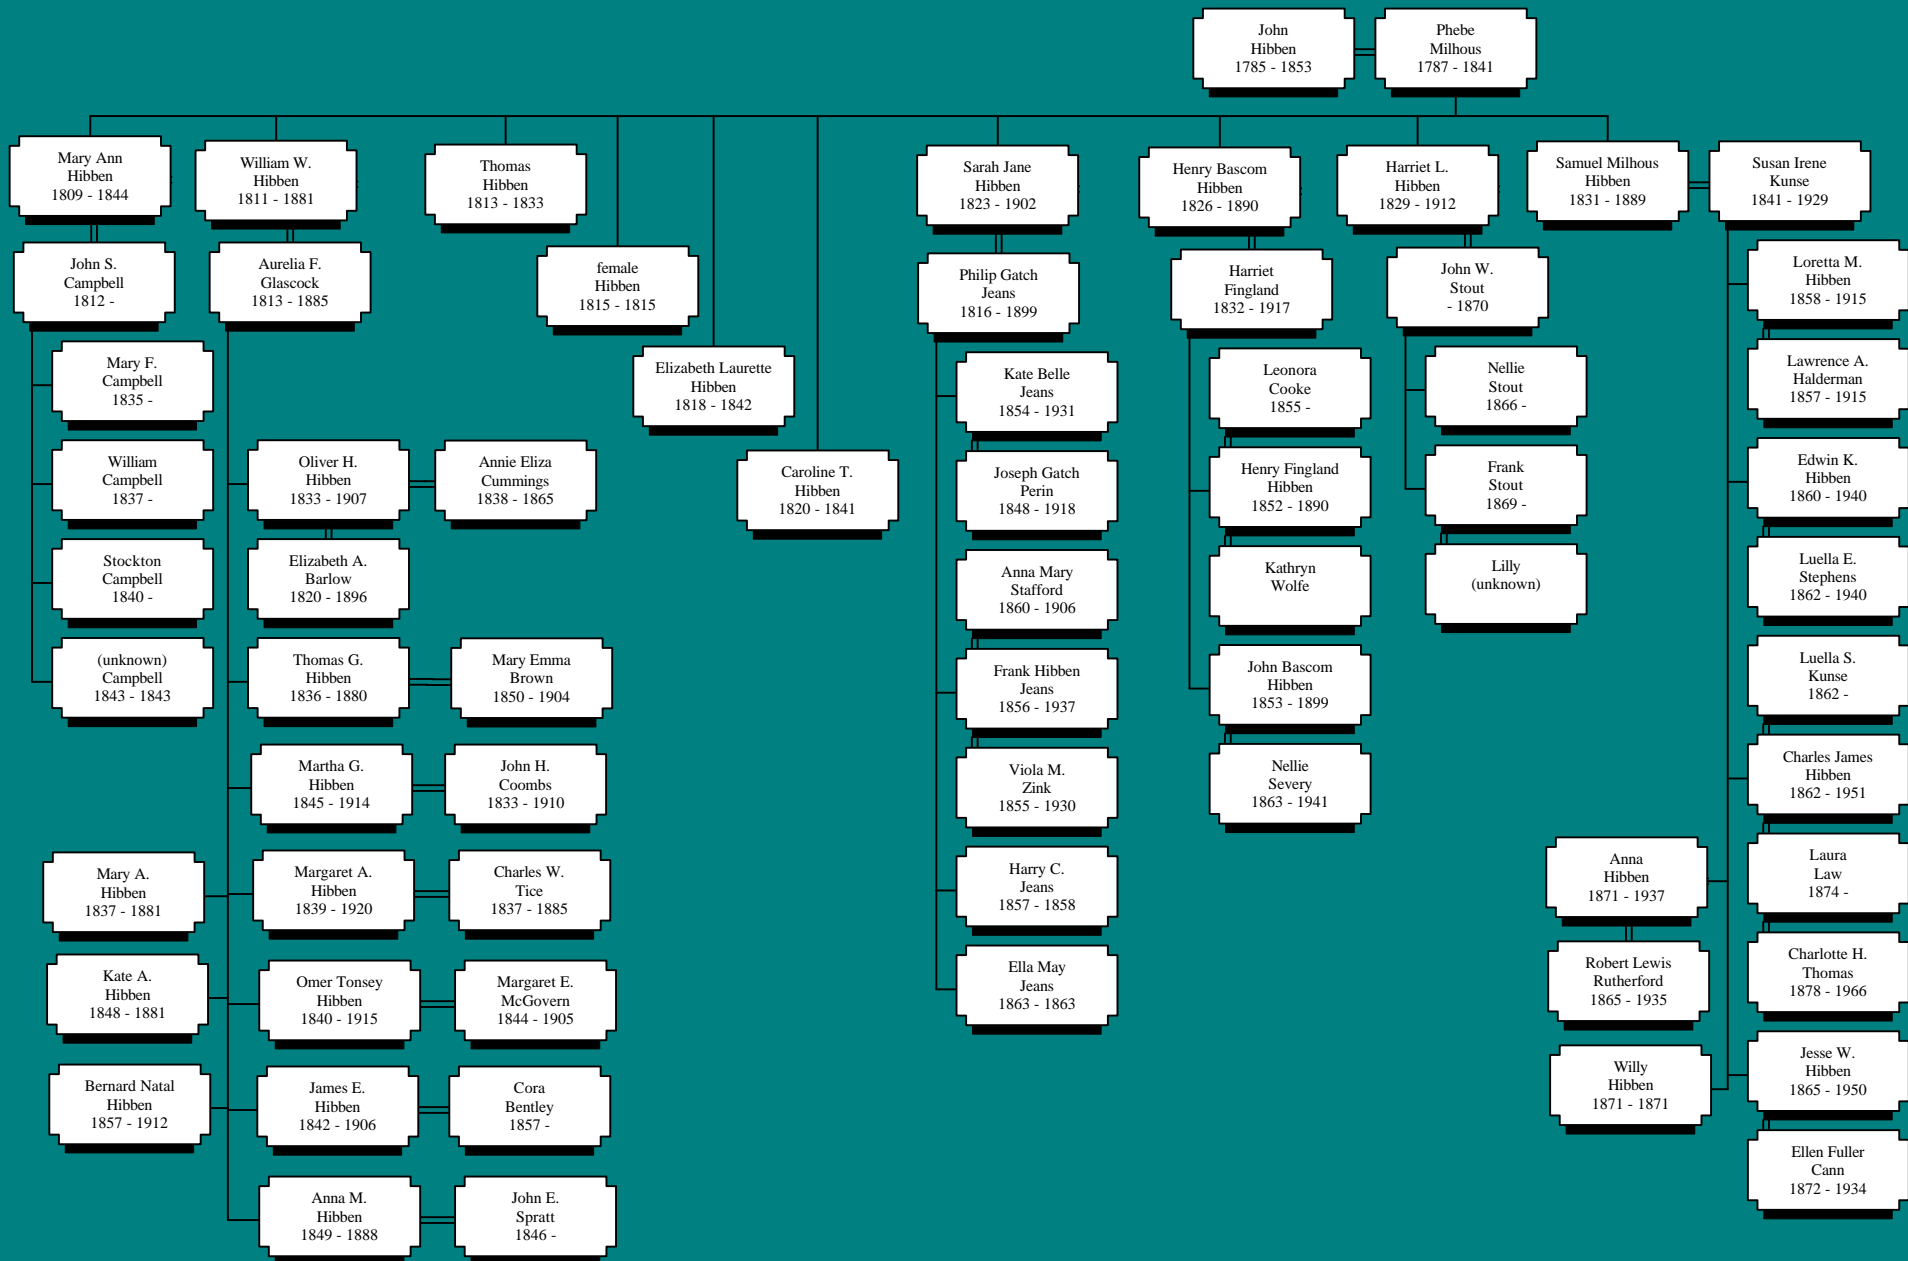 John
Hibben
1785 - 1853
Phebe
Milhous
1787 - 1841
Mary Ann
Hibben
1809 - 1844
William W.
Hibben
1811 - 1881
Thomas
Hibben
1813 - 1833
female
Hibben
1815 - 1815
Elizabeth Laurette
Hibben
1818 - 1842
Caroline T.
Hibben
1820 - 1841
Sarah Jane
Hibben
1823 - 1902
Henry Bascom
Hibben
1826 - 1890
Harriet L.
Hibben
1829 - 1912
Samuel Milhous
Hibben
1831 - 1889
Susan Irene
Kunse
1841 - 1929
John S.
Campbell
1812 -
Mary F.
Campbell
1835 -
William
Campbell
1837 -
Stockton
Campbell
1840 -
(unknown)
Campbell
1843 - 1843
Aurelia F.
Glascock
1813 - 1885
Oliver H.
Hibben
1833 - 1907
Annie Eliza
Cummings
1838 - 1865
Elizabeth A.
Barlow
1820 - 1896
Thomas G.
Hibben
1836 - 1880
Mary Emma
Brown
1850 - 1904
Martha G.
Hibben
1845 - 1914
John H.
Coombs
1833 - 1910
Mary A.
Hibben
1837 - 1881
Margaret A.
Hibben
1839 - 1920
Charles W.
Tice
1837 - 1885
Kate A.
Hibben
1848 - 1881
Omer Tonsey
Hibben
1840 - 1915
Margaret E.
McGovern
1844 - 1905
Bernard Natal
Hibben
1857 - 1912
James E.
Hibben
1842 - 1906
Cora
Bentley
1857 -
Anna M.
Hibben
1849 - 1888
John E.
Spratt
1846 -
Philip Gatch
Jeans
1816 - 1899
Kate Belle
Jeans
1854 - 1931
Joseph Gatch
Perin
1848 - 1918
Anna Mary
Stafford
1860 - 1906
Frank Hibben
Jeans
1856 - 1937
Viola M.
Zink
1855 - 1930
Harry C.
Jeans
1857 - 1858
Ella May
Jeans
1863 - 1863
Harriet
Fingland
1832 - 1917
Leonora
Cooke
1855 -
Henry Fingland
Hibben
1852 - 1890
Kathryn
Wolfe
John Bascom
Hibben
1853 - 1899
Nellie
Severy
1863 - 1941
John W.
Stout
- 1870
Nellie
Stout
1866 -
Frank
Stout
1869 -
Lilly
(unknown)
Loretta M.
Hibben
1858 - 1915
Lawrence A.
Halderman
1857 - 1915
Edwin K.
Hibben
1860 - 1940
Luella E.
Stephens
1862 - 1940
Luella S.
Kunse
1862 -
Charles James
Hibben
1862 - 1951
Laura
Law
1874 -
Charlotte H.
Thomas
1878 - 1966
Jesse W.
Hibben
1865 - 1950
Ellen Fuller
Cann
1872 - 1934
Anna
Hibben
1871 - 1937
Robert Lewis
Rutherford
1865 - 1935
Willy
Hibben
1871 - 1871